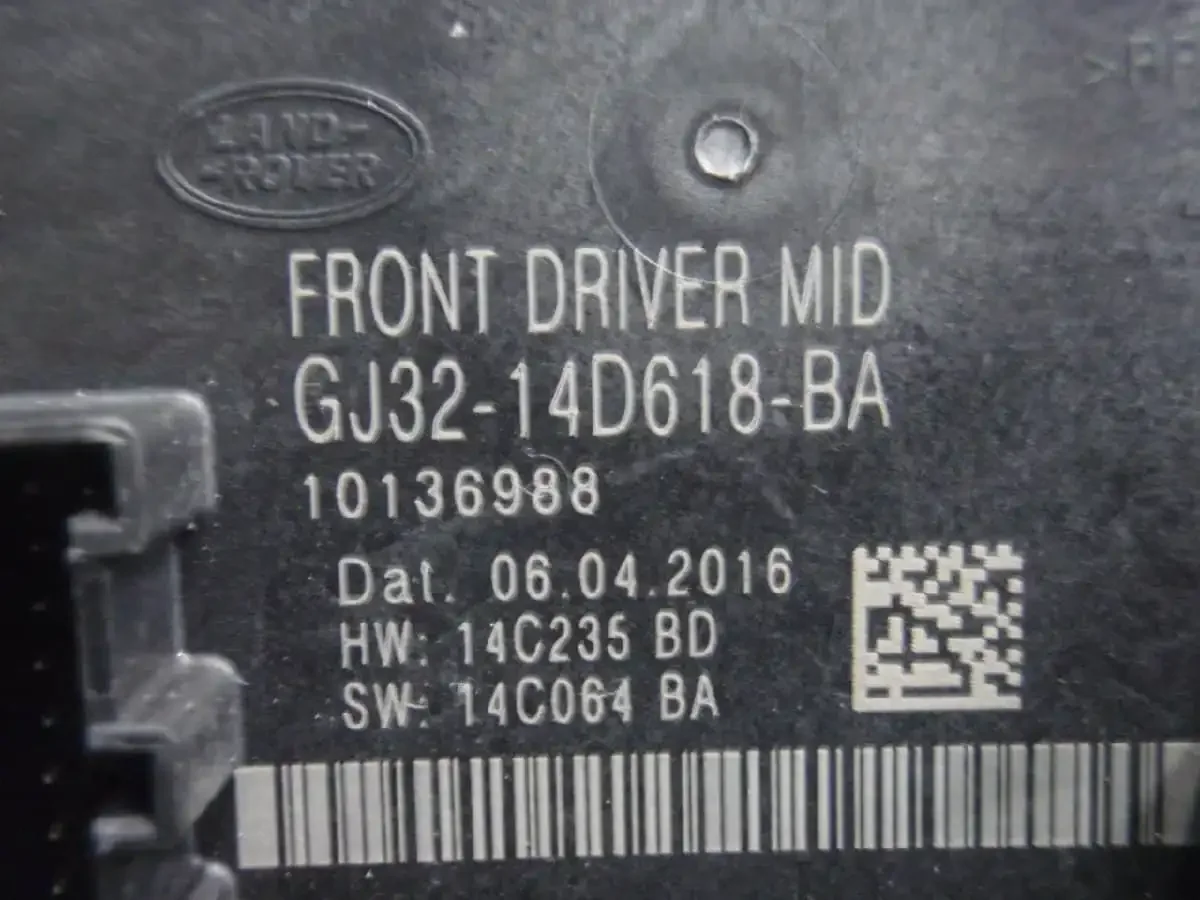 LAND-
-ROVER
FRONT DRIVER MID
GJ32-14D618-BA
10136988
Dat. 06.04.2016
HW: 14C235 BD
SW: 14C064 BA